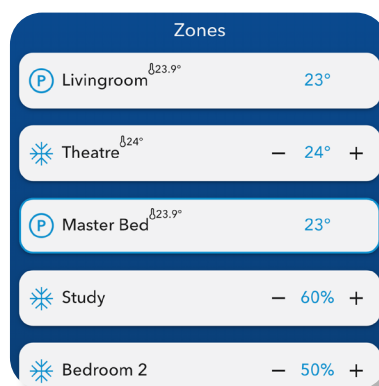 Zones
P Livingroom 23.9° 23°
Theatre 24° − 24° +
P Master Bed 23.9° 23°
Study − 60% +
Bedroom 2 − 50% +